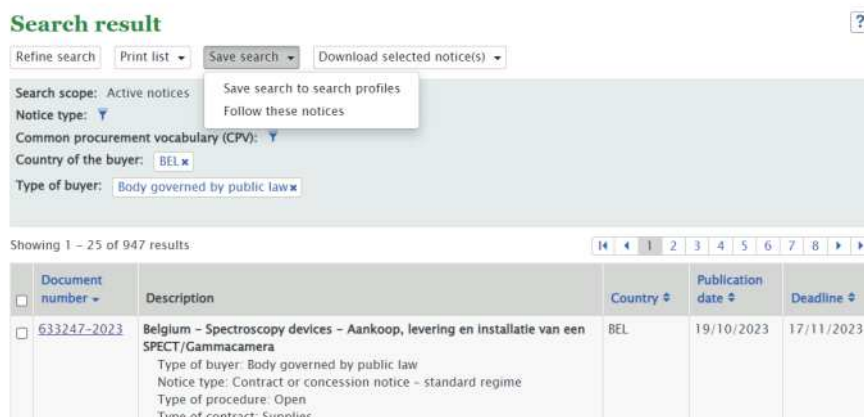 Search result
?
Refine search Print list Save search Download selected notice(s)
Save search to search profiles
Follow these notices
Search scope: Active notices
Notice type:
Common procurement vocabulary (CPV):
Country of the buyer: BEL x
Type of buyer: Body governed by public law x
Showing 1 – 25 of 947 results
1 2 3 4 5 6 7 8
Document number Description Country Publication date Deadline
633247-2023 Belgium – Spectroscopy devices – Aankoop, levering en installatie van een BEL 19/10/2023 17/11/2023
SPECT/Gammacamera
Type of buyer: Body governed by public law
Notice type: Contract or concession notice – standard regime
Type of procedure: Open
Type of contract: Supplies